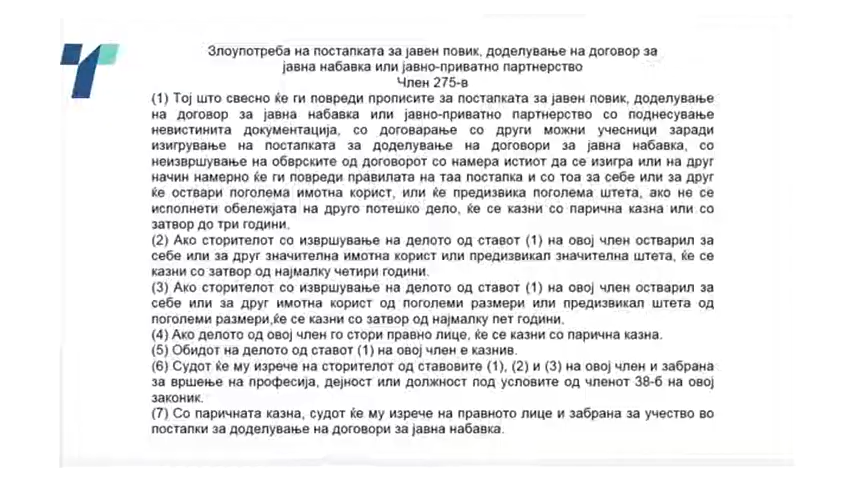 Злоупотреба на постапката за јавен повик, доделување на договор за
јавна набавка или јавно-приватно партнерство
Член 275-в
(1) Тој што свесно ќе ги повреди прописите за постапката за јавен повик, доделување
на договор за јавна набавка или јавно-приватно партнерство со поднесување
невистинита документација, со договарање со други можни учесници заради
изигрување на постапката за доделување на договори за јавна набавка, со
неизвршување на обврските од договорот со намера истиот да се изигра или на друг
начин намерно ќе ги повреди правилата на таа постапка и со тоа за себе или за друг
ќе оствари поголема имотна корист, или ќе предизвика поголема штета, ако не се
исполнети обележјата на друго потешко дело, ќе се казни со парична казна или со
затвор до три години.
(2) Ако сторителот со извршување на делото од ставот (1) на овој член остварил за
себе или за друг значителна имотна корист или предизвикал значителна штета, ќе се
казни со затвор од најмалку четири години.
(3) Ако сторителот со извршување на делото од ставот (1) на овој член остварил за
себе или за друг имотна корист од поголеми размери или предизвикал штета од
поголеми размери,ќе се казни со затвор од најмалку пет години.
(4) Ако делото од овој член го стори правно лице, ќе се казни со парична казна.
(5) Обидот на делото од ставот (1) на овој член е казнив.
(6) Судот ќе му изрече на сторителот од ставовите (1), (2) и (3) на овој член и забрана
за вршење на професија, дејност или должност под условите од членот 38-б на овој
законик.
(7) Со паричната казна, судот ќе му изрече на правното лице и забрана за учество во
постапки за доделување на договори за јавна набавка.